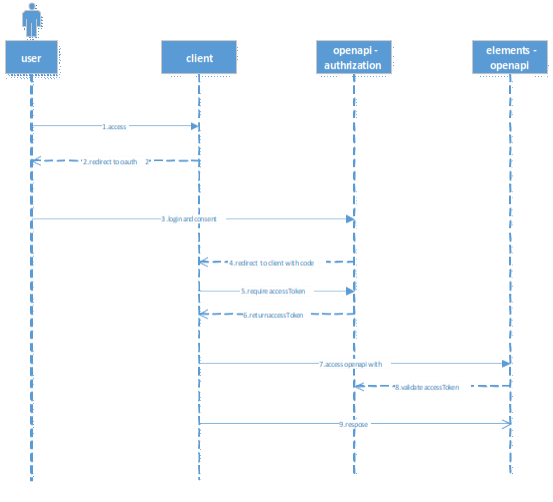 user
client
openapi -
authrization
elements -
openapi
1.access
2.redirect to oauth 2
3.login and consent
4.redirect to client with code
5.require accessToken
6.return accessToken
7.access openapi with
8.validate accessToken
9.respose